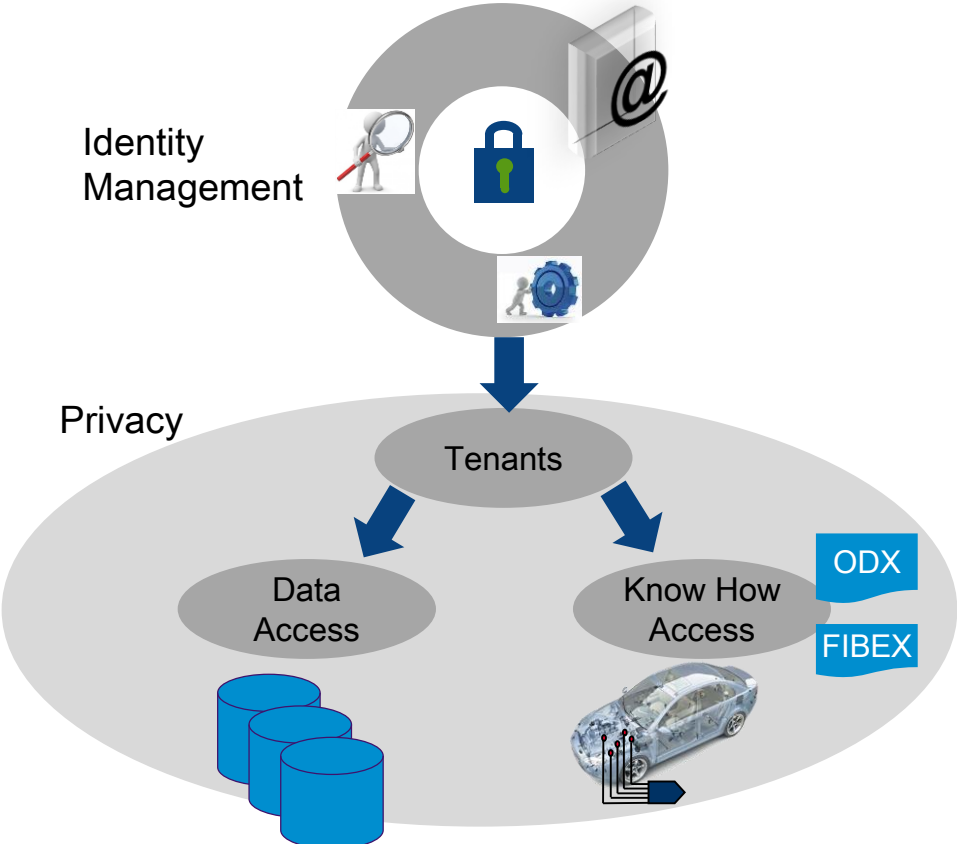 @
Identity
Management
Privacy
Tenants
Data
Access
Know How
Access
ODX
FIBEX